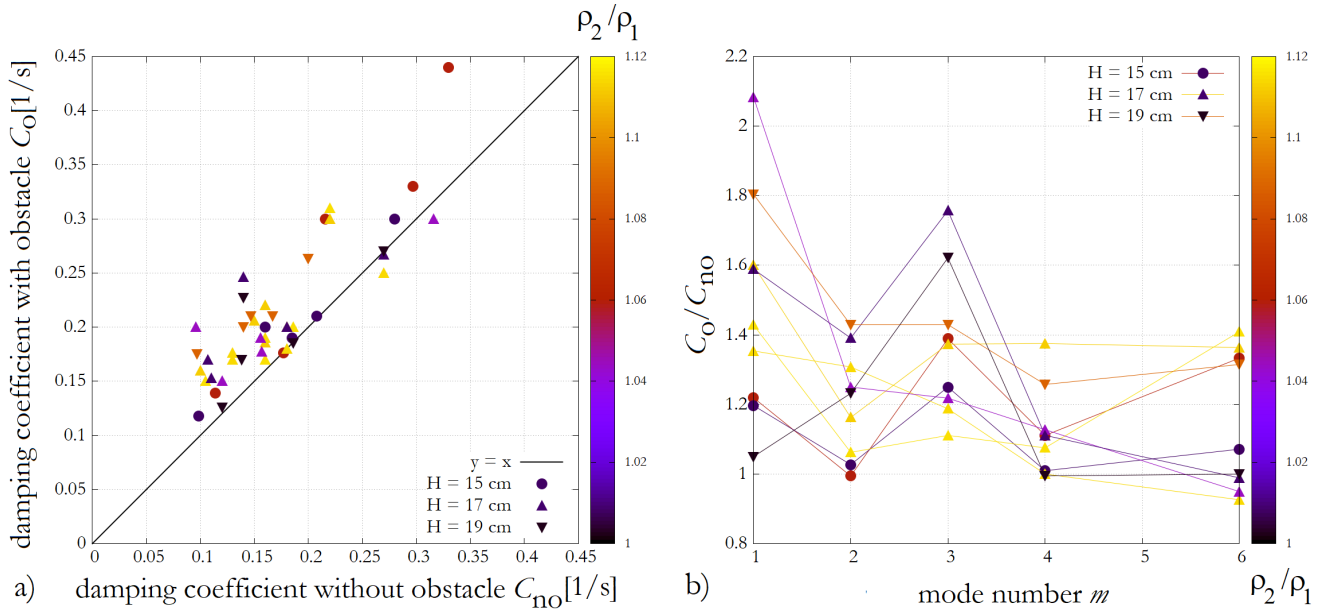 a)
damping coefficient with obstacle Co[1/s]
0.45
0.4
0.35
0.3
0.25
0.2
0.15
0.1
0.05
0
0 0.05 0.1 0.15 0.2 0.25 0.3 0.35 0.4 0.45
damping coefficient without obstacle Cno[1/s]
y = x
H = 15 cm
H = 17 cm
H = 19 cm
ρ2/ρ1
1.12
1.1
1.08
1.06
1.04
1.02
1
b)
Co/Cno
2.2
2
1.8
1.6
1.4
1.2
1
0.8
1 2 3 4 5 6
mode number m
H = 15 cm
H = 17 cm
H = 19 cm
1.12
1.1
1.08
1.06
1.04
1.02
1
ρ2/ρ1